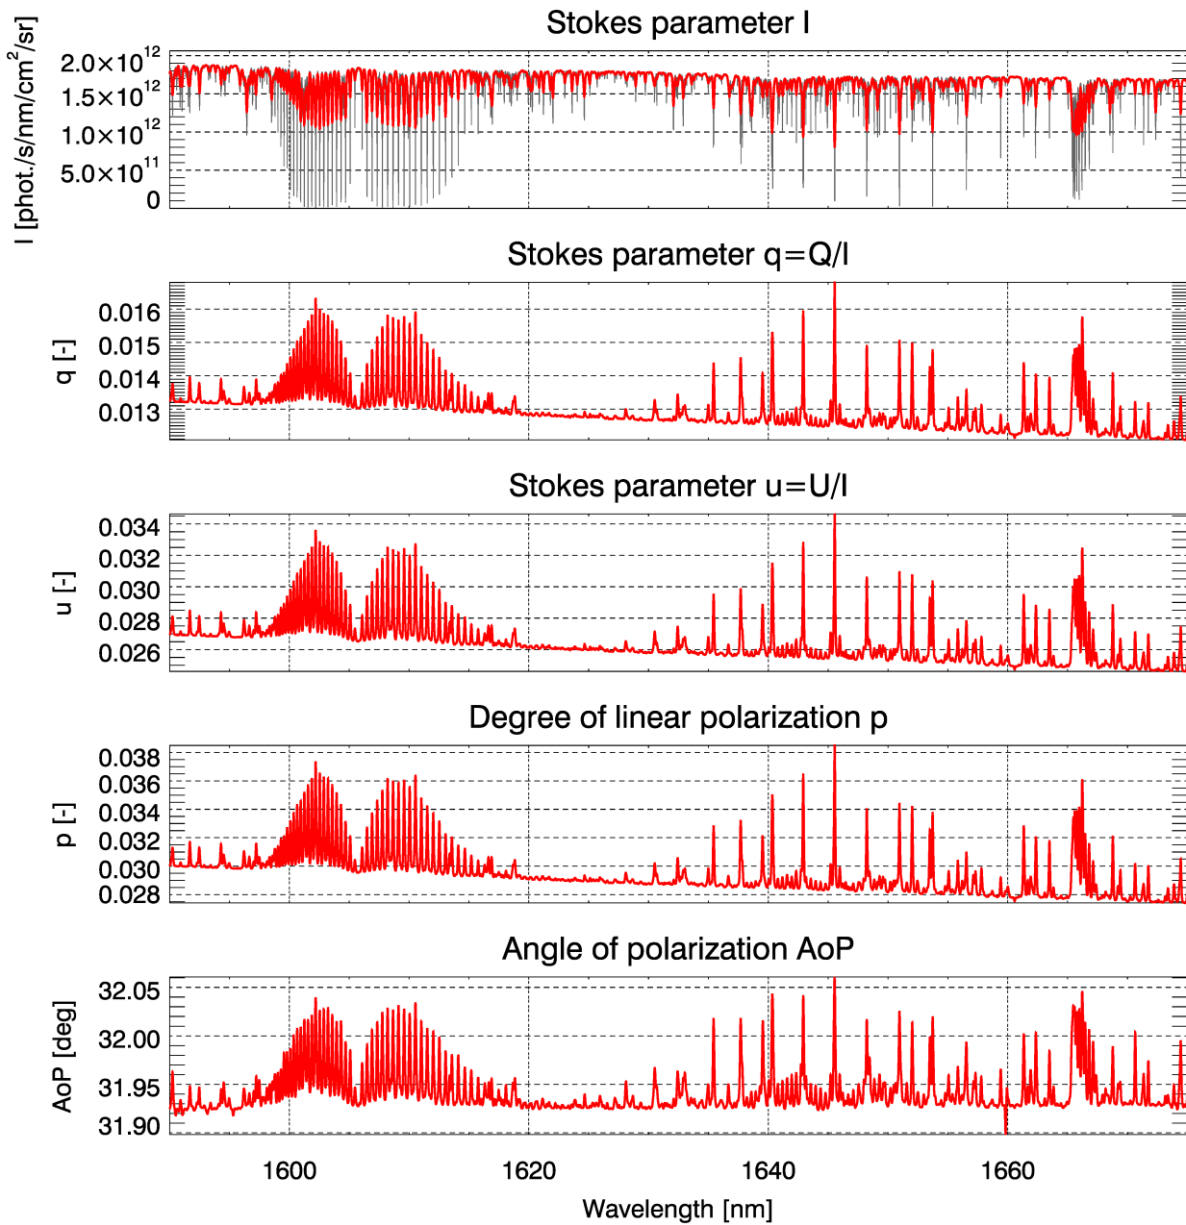 Stokes parameter I
I [phot./s/nm/cm²/sr]
2.0×10¹²
1.5×10¹²
1.0×10¹²
5.0×10¹¹
0
Stokes parameter q=Q/I
q [-]
0.016
0.015
0.014
0.013
Stokes parameter u=U/I
u [-]
0.034
0.032
0.030
0.028
0.026
Degree of linear polarization p
p [-]
0.038
0.036
0.034
0.032
0.030
0.028
Angle of polarization AoP
AoP [deg]
32.05
32.00
31.95
31.90
1600 1620 1640 1660
Wavelength [nm]